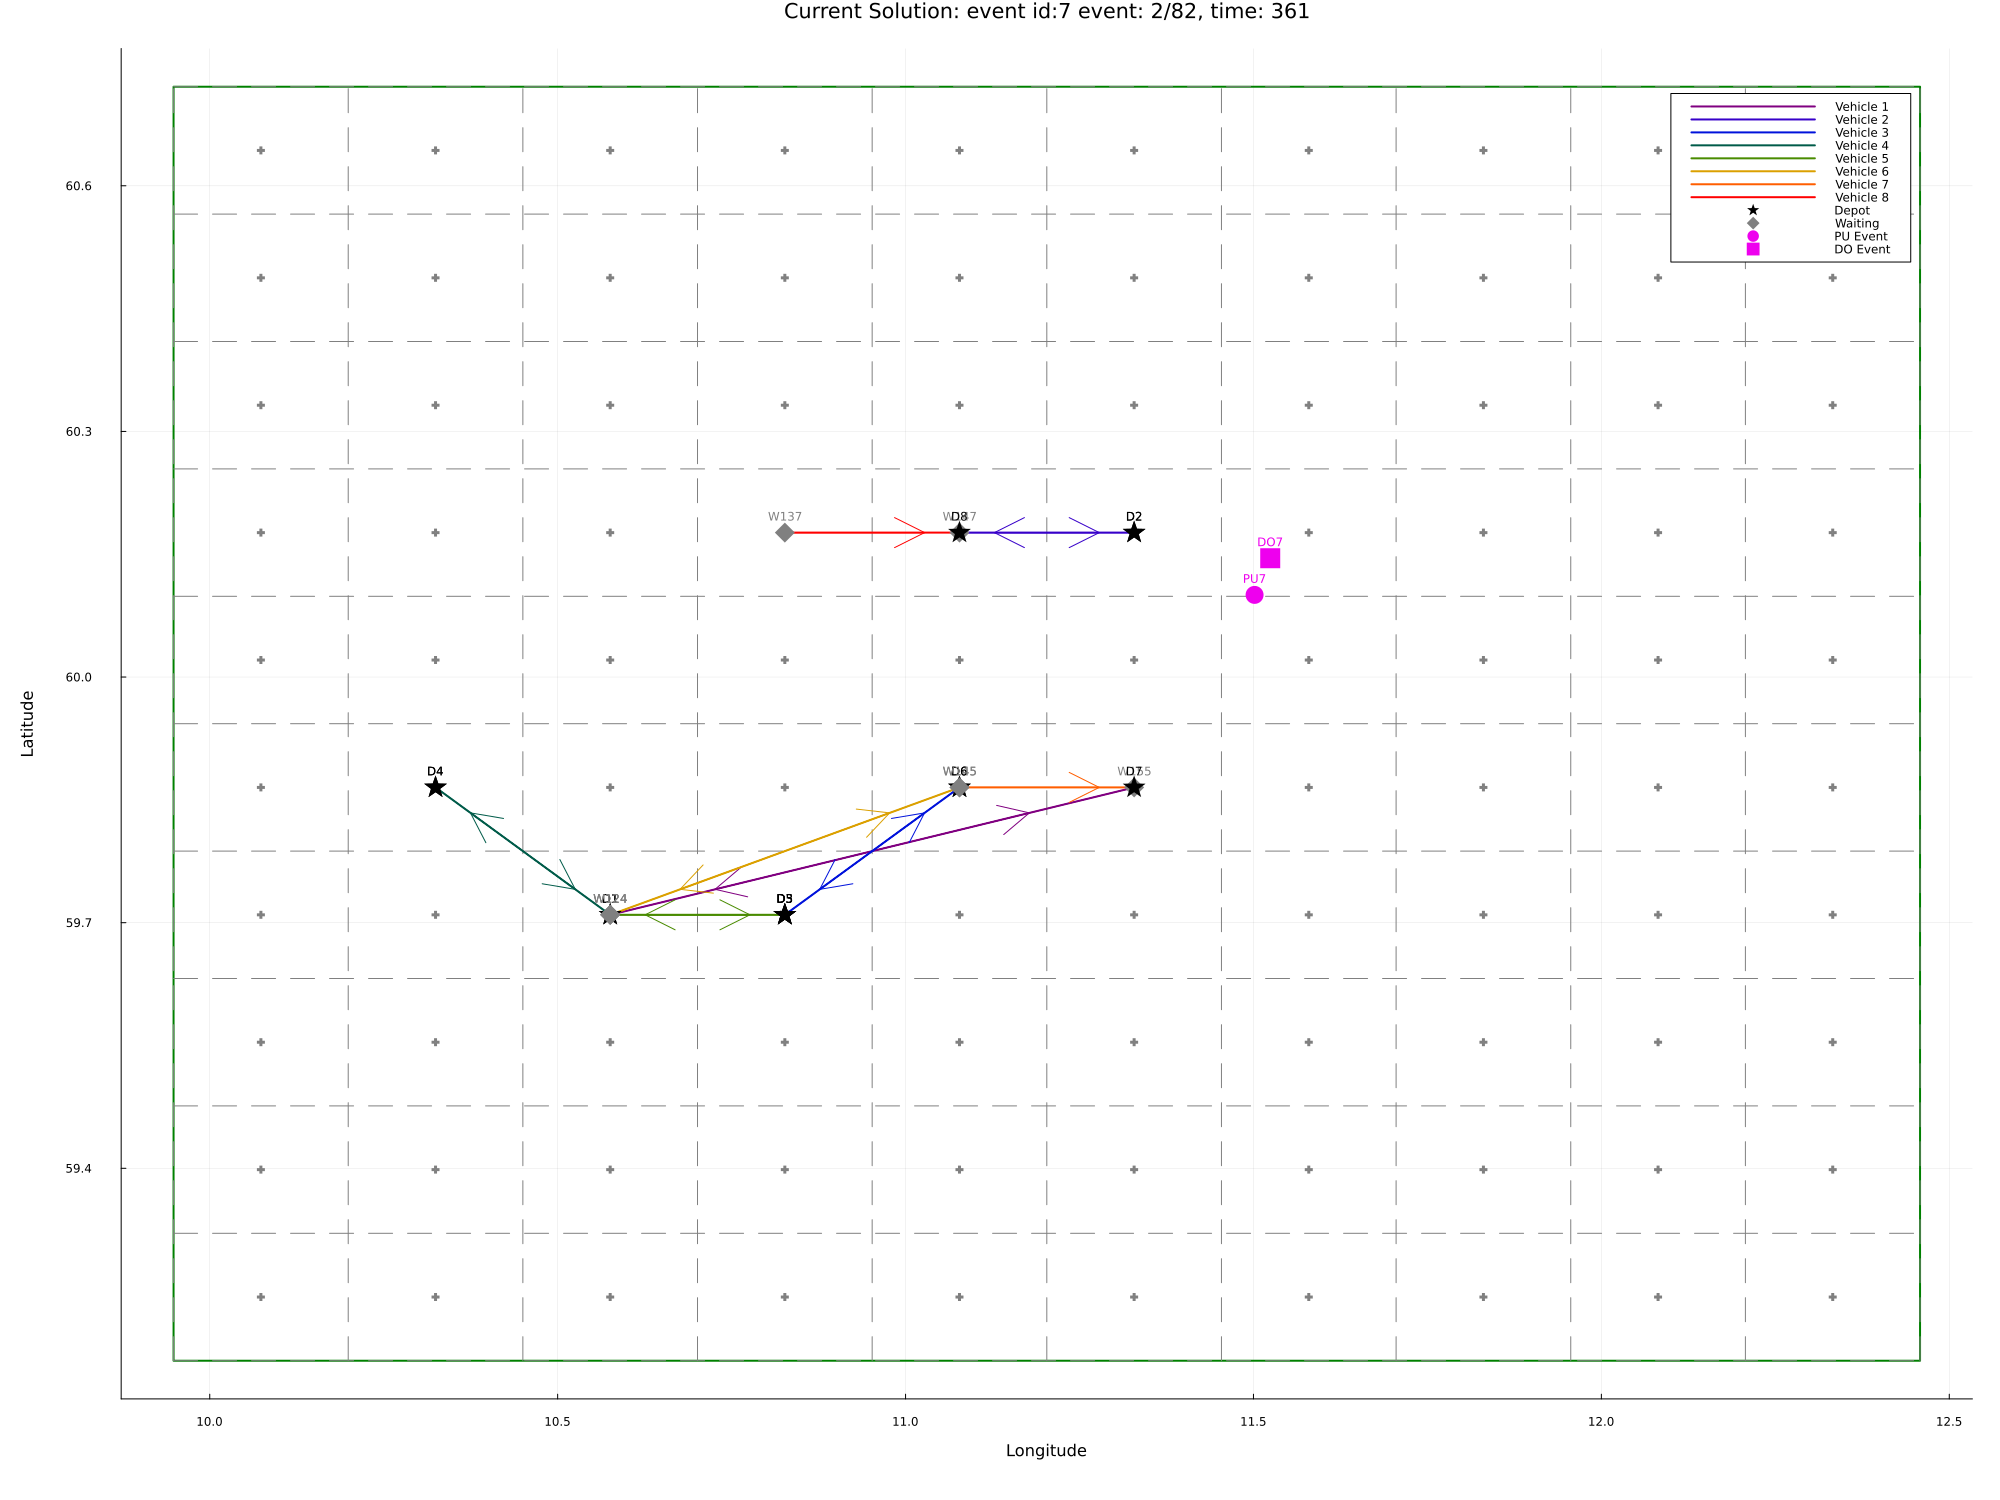 Current Solution: event id:7 event: 2/82, time: 361
Vehicle 1
Vehicle 2
Vehicle 3
Vehicle 4
Vehicle 5
Vehicle 6
Vehicle 7
Vehicle 8
Depot
Waiting
PU Event
DO Event
60.6
60.3
60.0
59.7
59.4
Latitude
W137
D8
D2
DO7
PU7
D4
D6
D7
10.0
10.5
11.0
11.5
12.0
12.5
Longitude